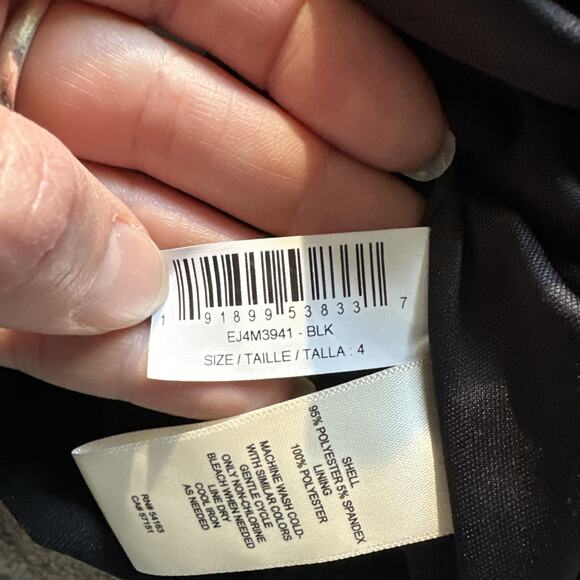 1 91899 53833 7
EJ4M3941 - BLK
SIZE / TAILLE / TALLA : 4
SHELL
95% POLYESTER 5% SPANDEX
LINING
100% POLYESTER
MACHINE WASH COLD-
WITH SIMILAR COLORS
GENTLE CYCLE
ONLY NON-CHLORINE
BLEACH WHEN NEEDED
LINE DRY
COOL IRON
AS NEEDED
RN# 54163
CA# 57151